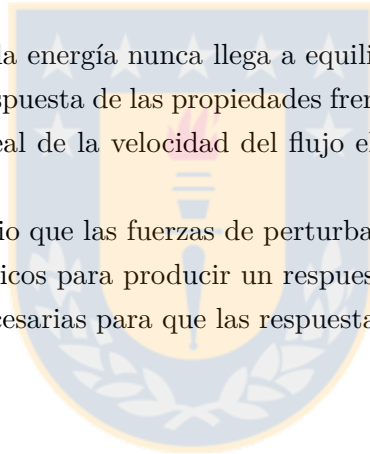 la energía nunca llega a equili
spuesta de las propiedades fren
eal de la velocidad del flujo el
io que las fuerzas de perturba
icos para producir un respues
cesarias para que las respuesta